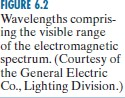 FIGURE 6.2
Wavelengths compris-
ing the visible range
of the electromagnetic
spectrum. (Courtesy of
the General Electric
Co., Lighting Division.)